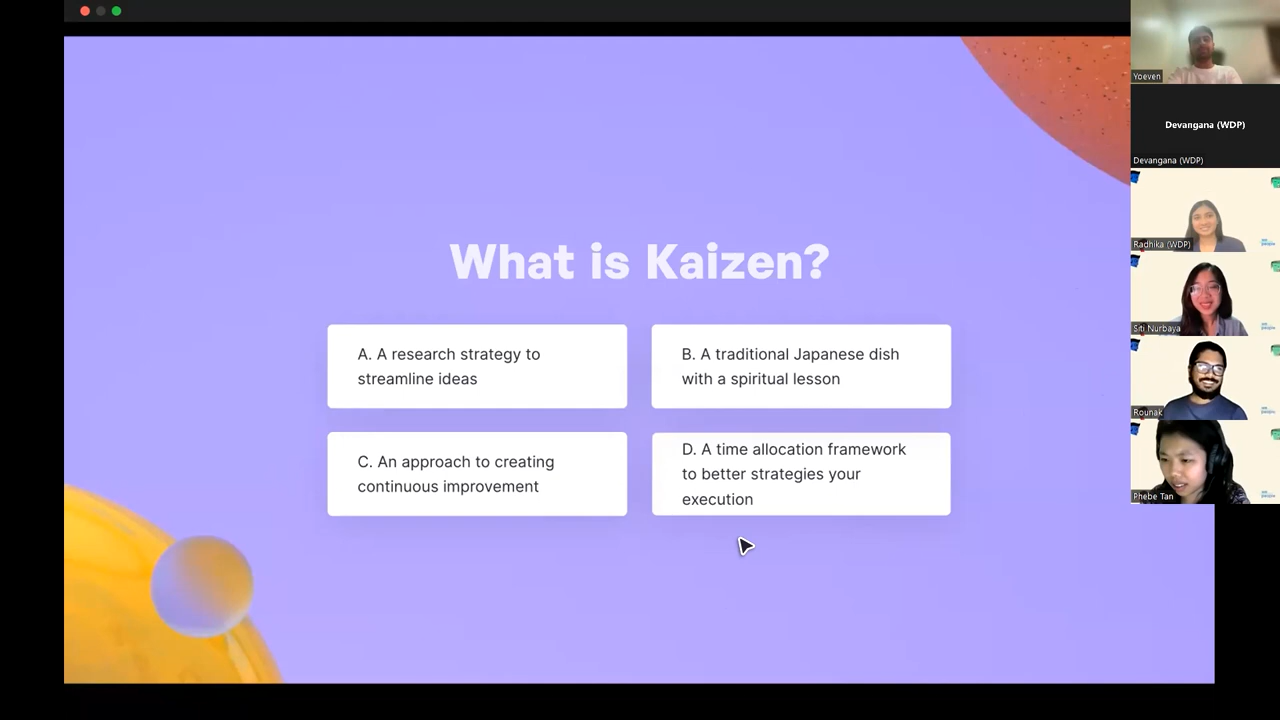 What is Kaizen?
A. A research strategy to
streamline ideas
B. A traditional Japanese dish
with a spiritual lesson
C. An approach to creating
continuous improvement
D. A time allocation framework
to better strategies your
execution
Yoeven
Devangana (WDP)
Devangana (WDP)
Radhika (WDP)
Siti Nurbaya
Rounak
Phebe Tan